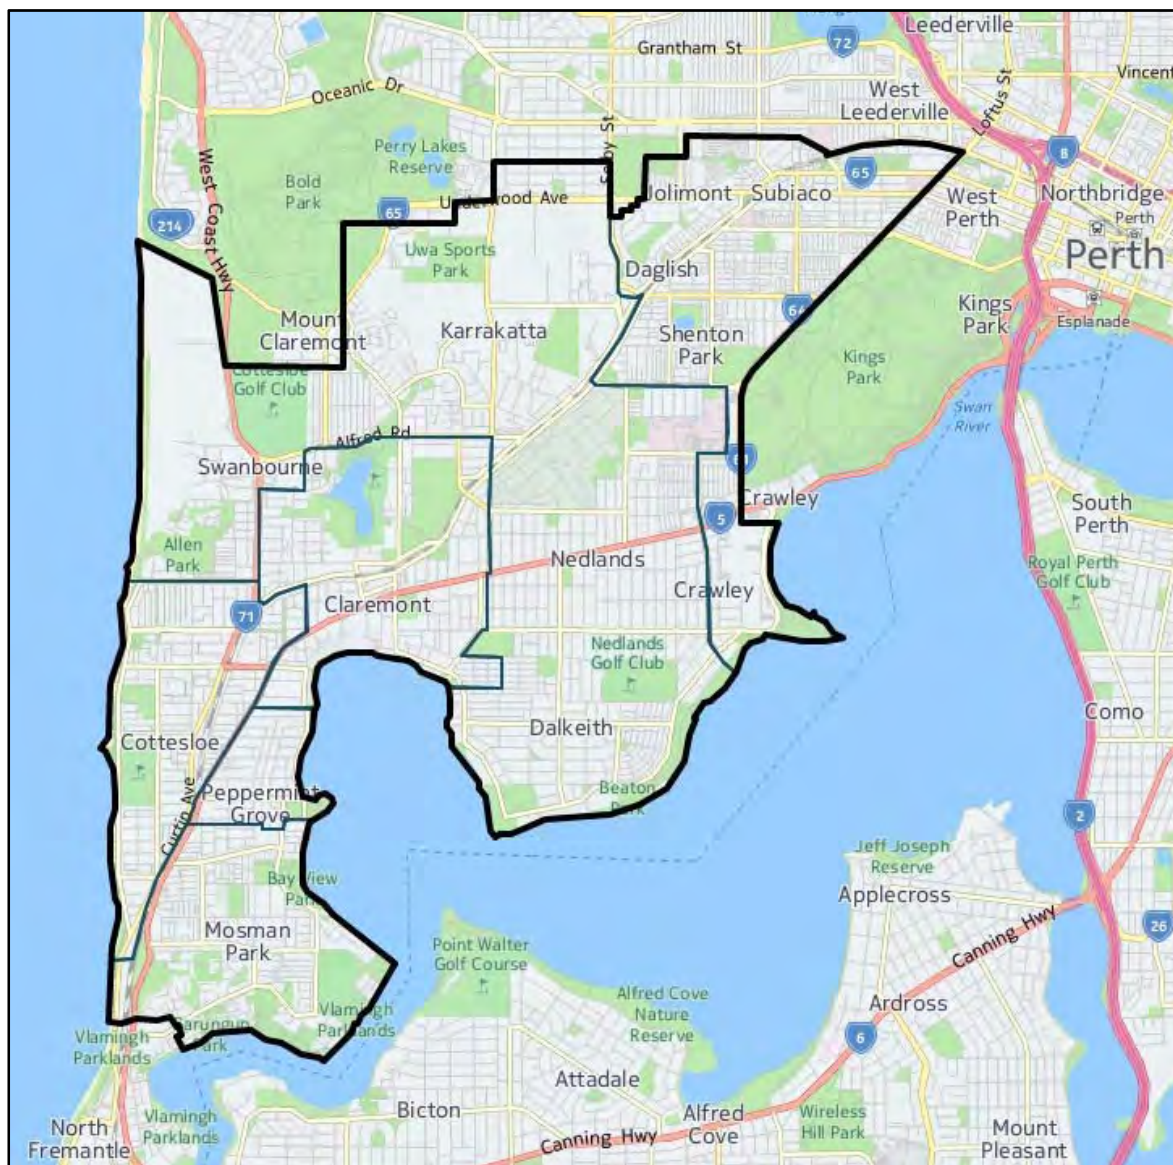 Leederville
72
Grantham St
Vincent
Oceanic Dr
West
Leederville
Loftus St
Selby St
8
Perry Lakes
Reserve
West Coast Hwy
Bold
Park
65
Underwood Ave
Jolimont
Subiaco
65
West
Perth
Northbridge
214
65
Perth
Perth
Uwa Sports
Park
Daglish
Kings
Park
Esplanade
64
Mount
Claremont
Karrakatta
Shenton
Park
Kings
Park
Cottesloe
Golf Club
Swan
River
Alfred Rd
Swanbourne
61
Crawley
South
Perth
5
Allen
Park
Nedlands
Royal Perth
Golf Club
Crawley
71
Claremont
Nedlands
Golf Club
Como
Cottesloe
Dalkeith
Peppermint
Grove
Beaton
Park
Curtin Ave
2
Jeff Joseph
Reserve
Bay View
Park
Applecross
Mosman
Park
Point Walter
Golf Course
Canning Hwy
26
Alfred Cove
Nature
Reserve
Ardross
Vlamingh
Parklands
Vlamingh
Parklands
Park
6
Attadale
Bicton
Alfred
Cove
Wireless
Hill Park
Vlamingh
Parklands
North
Fremantle
Canning Hwy
Mount
Pleasant